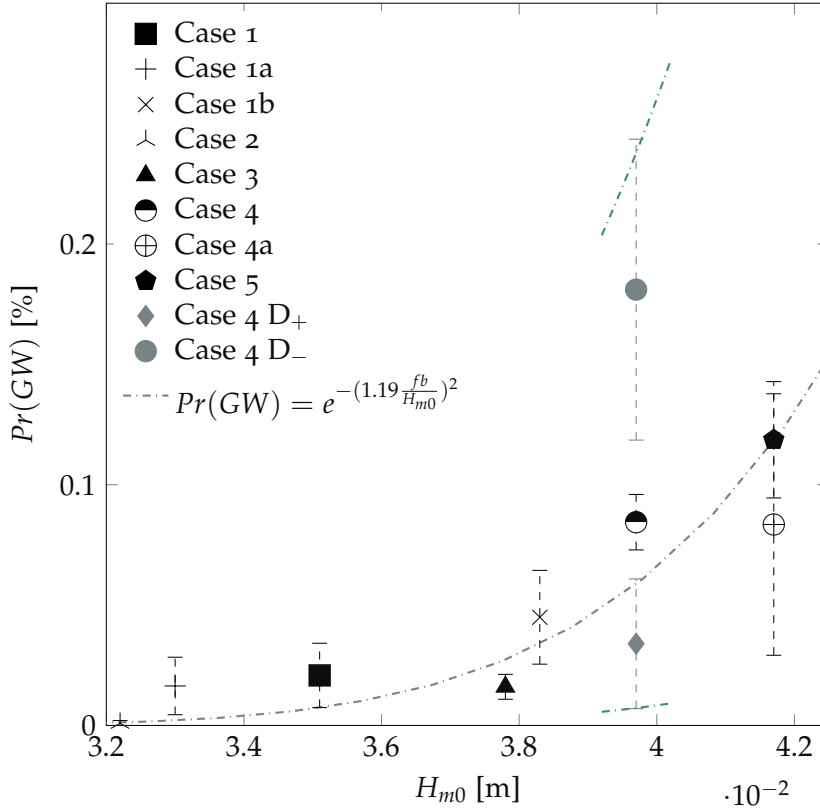 Case 1
Case 1a
Case 1b
Case 2
Case 3
Case 4
Case 4a
Case 5
Case 4 D₊
Case 4 D₋
Pr(GW) = e^{-(1.19 \frac{fb}{H_{m0}})^2}
Pr(GW) [%]
0.2
0.1
0
3.2 3.4 3.6 3.8 4 4.2
H_{m0} [m]
·10⁻²